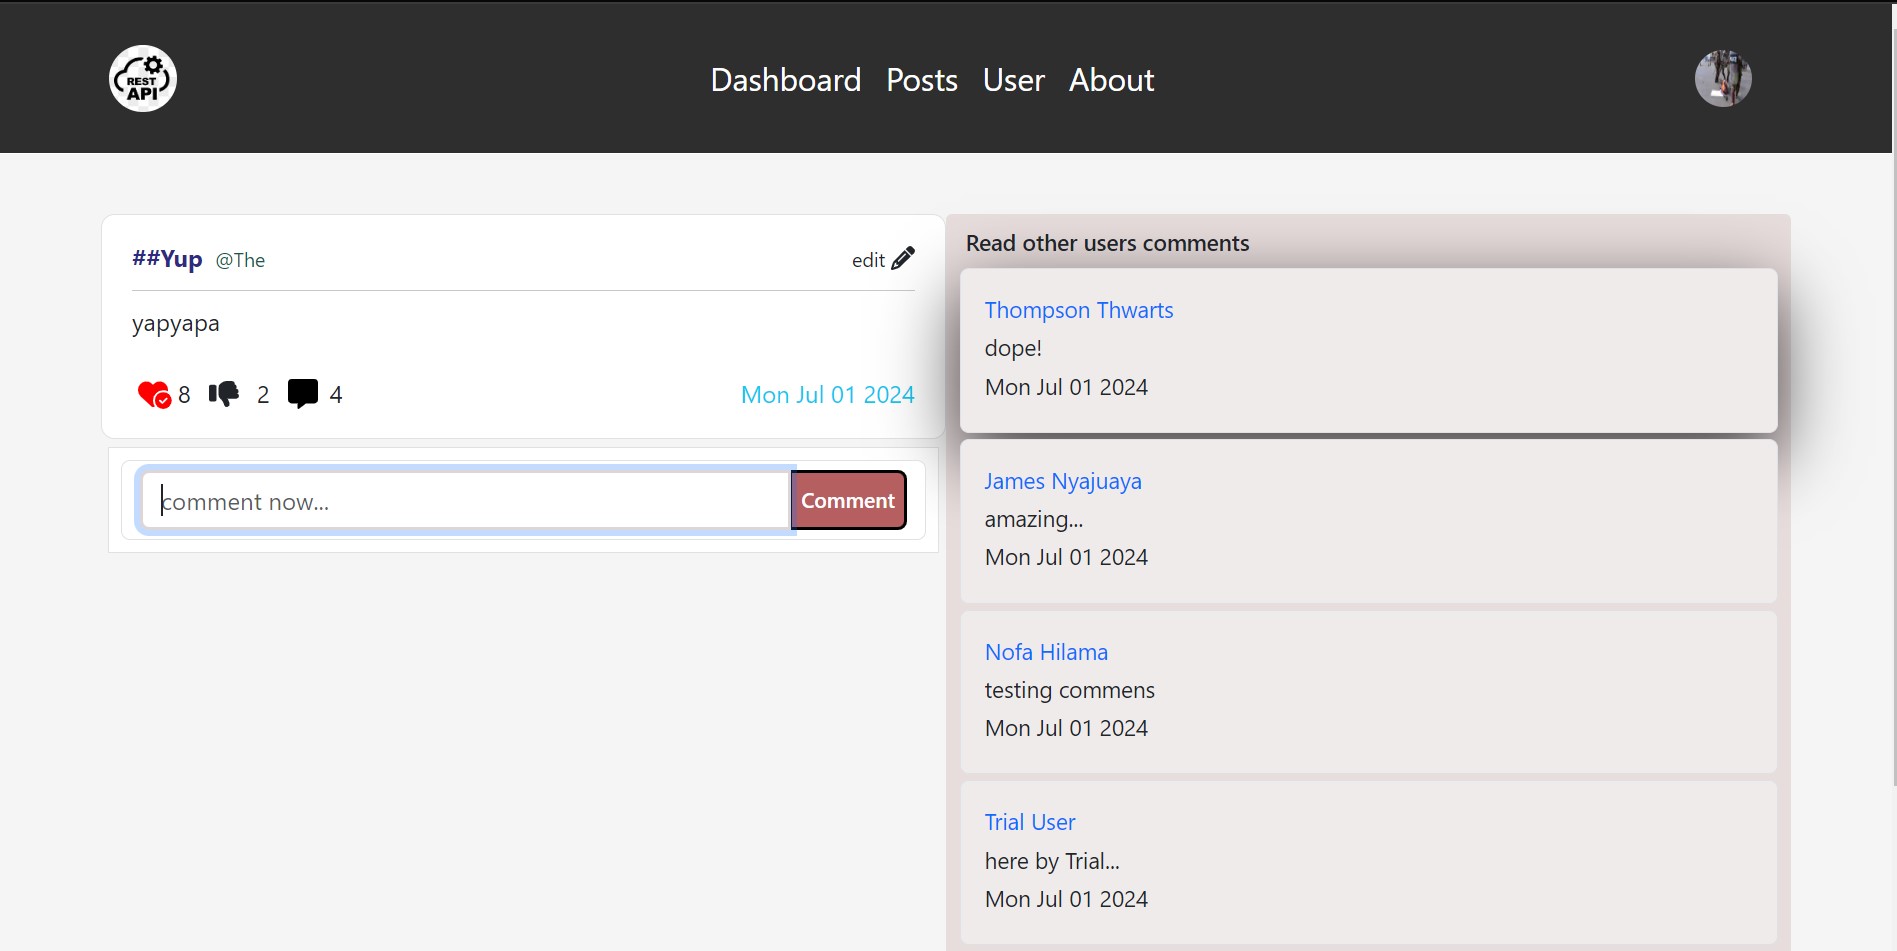 REST
API
Dashboard Posts User About
##Yup @The edit
yapyapa
8 2 4 Mon Jul 01 2024
comment now... Comment
Read other users comments
Thompson Thwarts
dope!
Mon Jul 01 2024
James Nyajuaya
amazing...
Mon Jul 01 2024
Nofa Hilama
testing commens
Mon Jul 01 2024
Trial User
here by Trial...
Mon Jul 01 2024